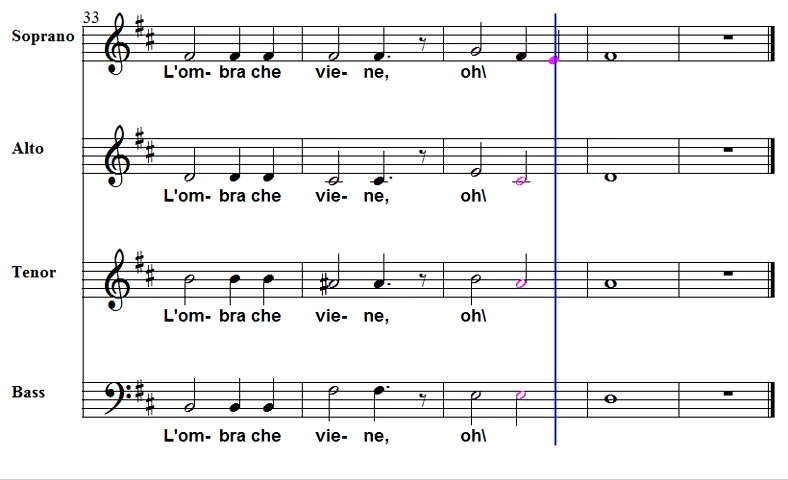 33
Soprano
L'om- bra che vie- ne, oh\
Alto
L'om- bra che vie- ne, oh\
Tenor
L'om- bra che vie- ne, oh\
Bass
L'om- bra che vie- ne, oh\